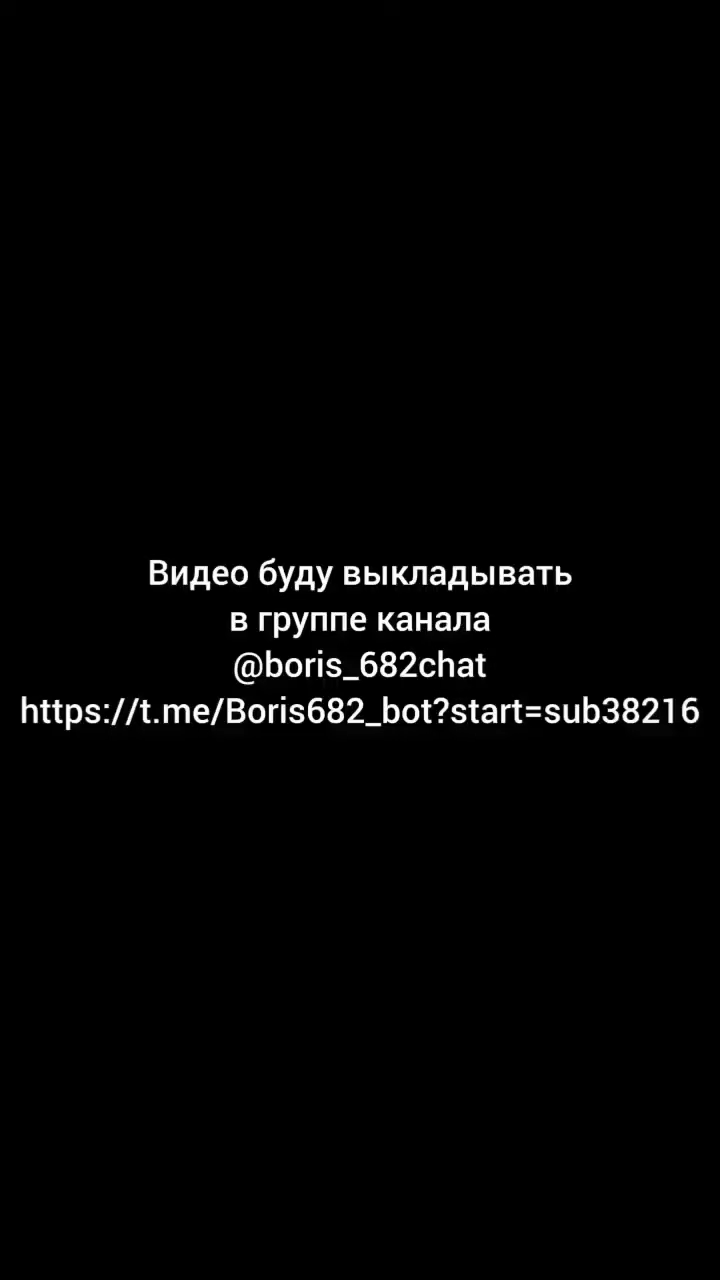 Видео буду выкладывать
в группе канала
@boris_682chat
https://t.me/Boris682_bot?start=sub38216